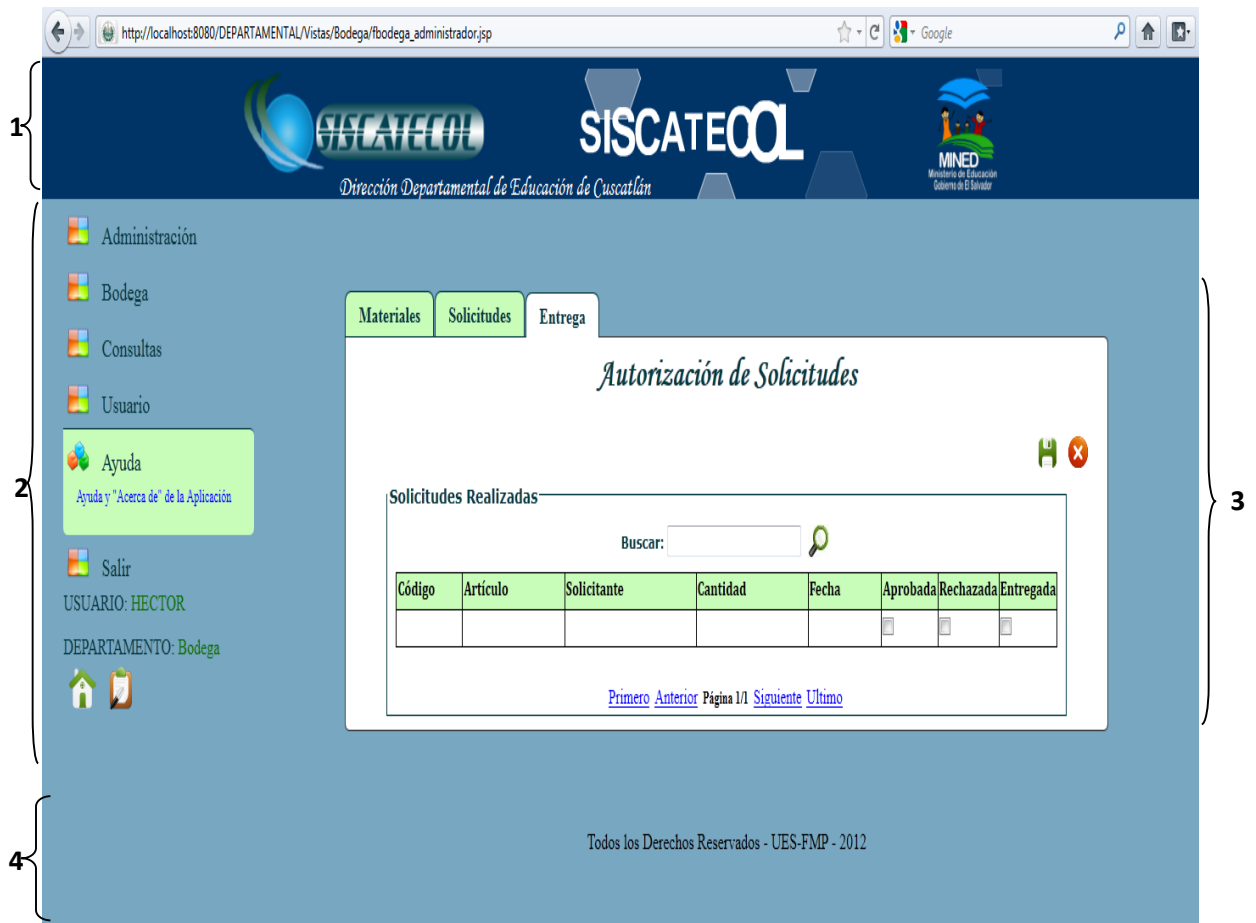 http://localhost:8080/DEPARTAMENTAL/Vistas/Bodega/fbodega_administrador.jsp
Google
1
SISCATECOL
SISCATECOL
MINED
Ministerio de Educación
Gobierno de El Salvador
Dirección Departamental de Educación de Cuscatlán
2
Administración
Bodega
Consultas
Usuario
Ayuda
Ayuda y "Acerca de" de la Aplicación
Salir
USUARIO: HECTOR
DEPARTAMENTO: Bodega
3
Materiales Solicitudes Entrega
Autorización de Solicitudes
Solicitudes Realizadas
Buscar:
Código Artículo Solicitante Cantidad Fecha Aprobada Rechazada Entregada
Primero Anterior Página 1/1 Siguiente Ultimo
4
Todos los Derechos Reservados - UES-FMP - 2012